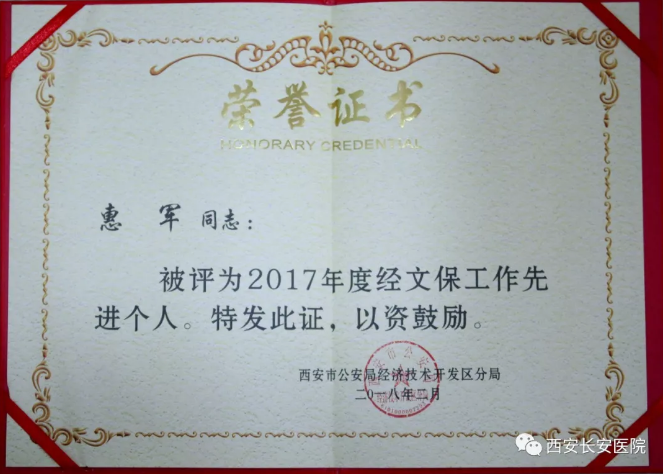 荣誉证书
HONORARY CREDENTIAL
惠 军 同志:
被评为2017年度经文保工作先
进个人。特发此证，以资鼓励。
西安市公安局经济技术开发区分局
二〇一八年二月
西安长安医院